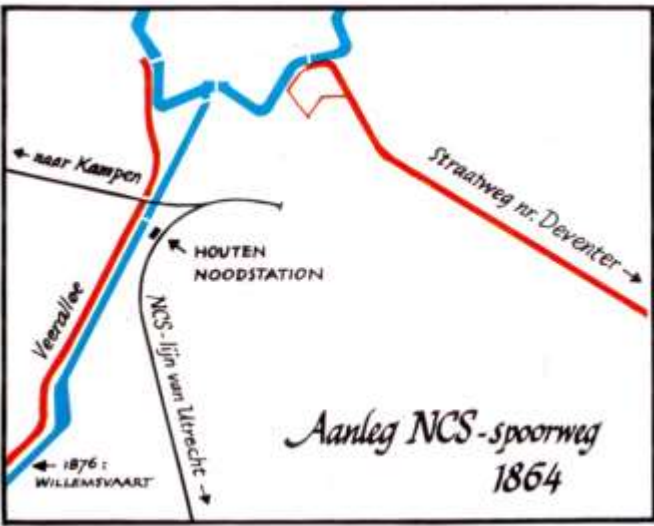 ← naar Kampen
Straatweg nr. Deventer →
HOUTEN
NOODSTATION
Veerallee
NCS-lijn van Utrecht →
Aanleg NCS-spoorweg
1864
← 1876:
WILLEMSVAART